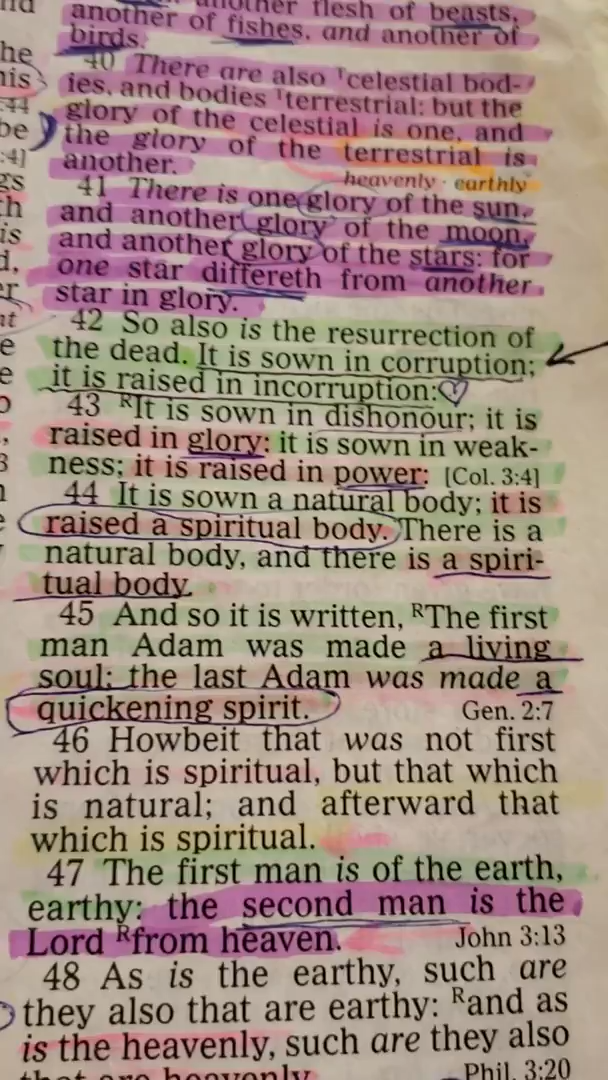 another flesh of beasts,
another of fishes, and another of
birds.
40 There are also ᵀcelestial bod-
ies, and bodies ᵀterrestrial: but the
glory of the celestial is one, and
the glory of the terrestrial is
another.
heavenly · earthly
41 There is one glory of the sun,
and another glory of the moon,
and another glory of the stars: for
one star differeth from another
star in glory.
42 So also is the resurrection of
the dead. It is sown in corruption;
it is raised in incorruption:
43 ᴿIt is sown in dishonour; it is
raised in glory: it is sown in weak-
ness; it is raised in power: [Col. 3:4]
44 It is sown a natural body; it is
raised a spiritual body. There is a
natural body, and there is a spiri-
tual body.
45 And so it is written, ᴿThe first
man Adam was made a living
soul; the last Adam was made a
quickening spirit. Gen. 2:7
46 Howbeit that was not first
which is spiritual, but that which
is natural; and afterward that
which is spiritual.
47 The first man is of the earth,
earthy: the second man is the
Lord ᴿfrom heaven. John 3:13
48 As is the earthy, such are
they also that are earthy: ᴿand as
is the heavenly, such are they also
that are heavenly. Phil. 3:20